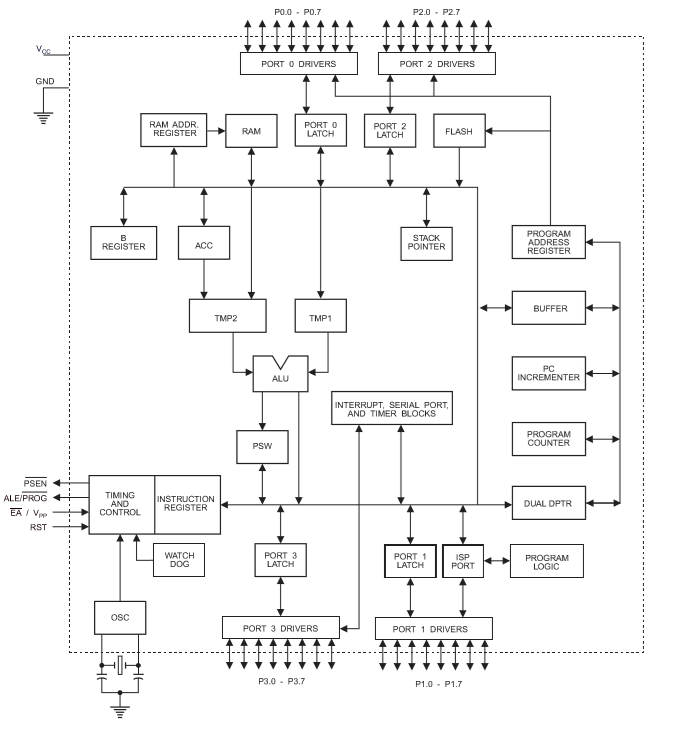 P0.0 - P0.7
P2.0 - P2.7
VCC
PORT 0 DRIVERS
PORT 2 DRIVERS
GND
RAM ADDR.
REGISTER
RAM
PORT 0
LATCH
PORT 2
LATCH
FLASH
B
REGISTER
ACC
STACK
POINTER
PROGRAM
ADDRESS
REGISTER
TMP2
TMP1
BUFFER
ALU
PC
INCREMENTER
INTERRUPT, SERIAL PORT,
AND TIMER BLOCKS
PSW
PROGRAM
COUNTER
PSEN
ALE/PROG
EA / VPP
RST
TIMING
AND
CONTROL
INSTRUCTION
REGISTER
DUAL DPTR
WATCH
DOG
PORT 3
LATCH
PORT 1
LATCH
ISP
PORT
PROGRAM
LOGIC
OSC
PORT 3 DRIVERS
PORT 1 DRIVERS
P3.0 - P3.7
P1.0 - P1.7